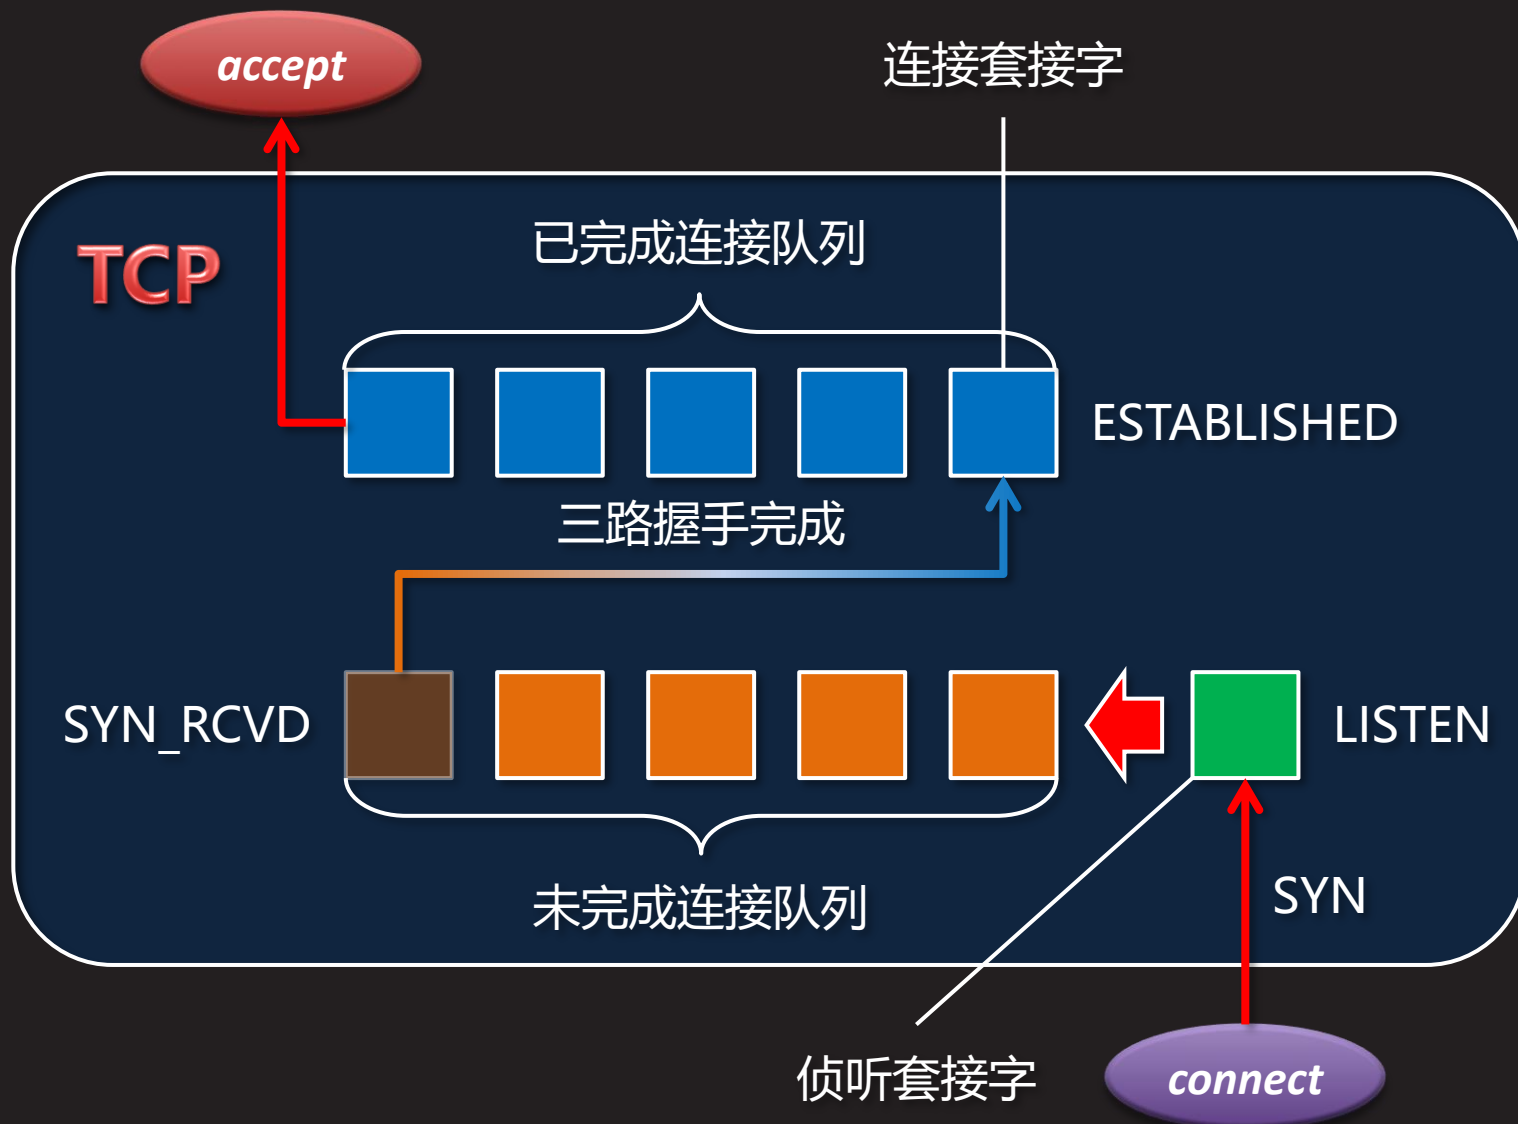 accept
连接套接字
TCP
已完成连接队列
ESTABLISHED
三路握手完成
SYN_RCVD
LISTEN
未完成连接队列
SYN
侦听套接字
connect